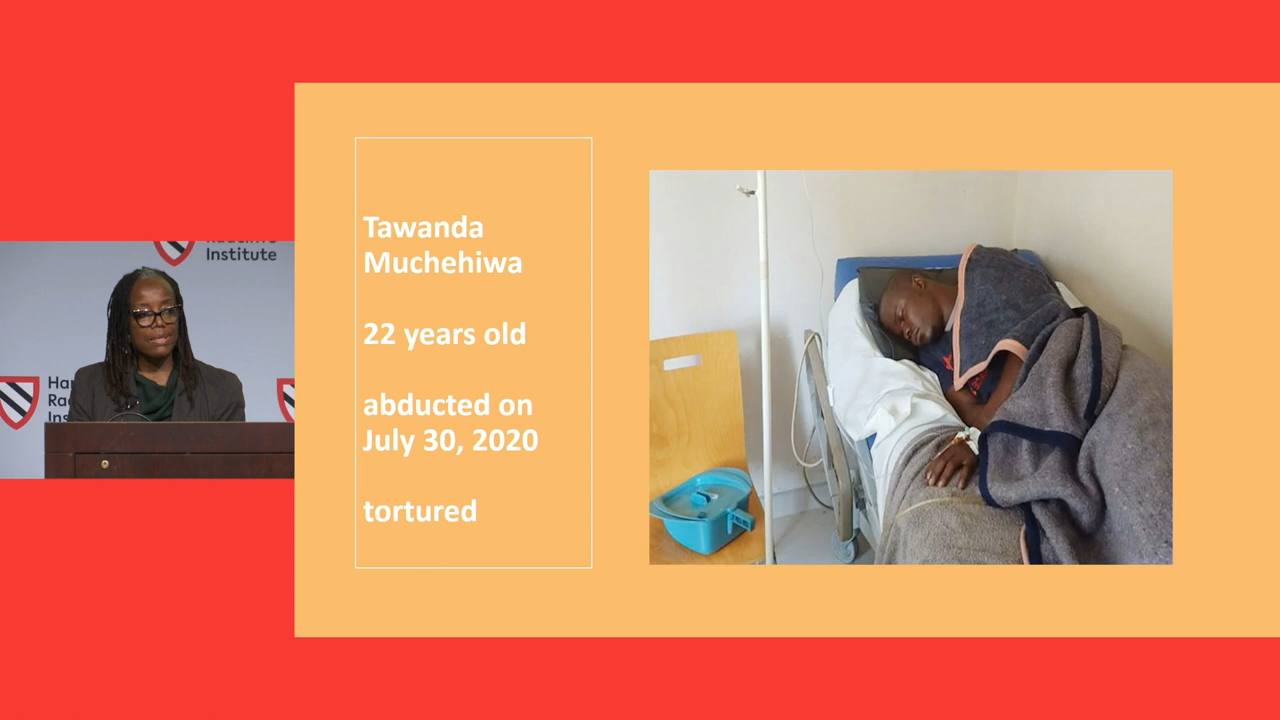 Institute
Tawanda
Muchehiwa
22 years old
abducted on
July 30, 2020
tortured